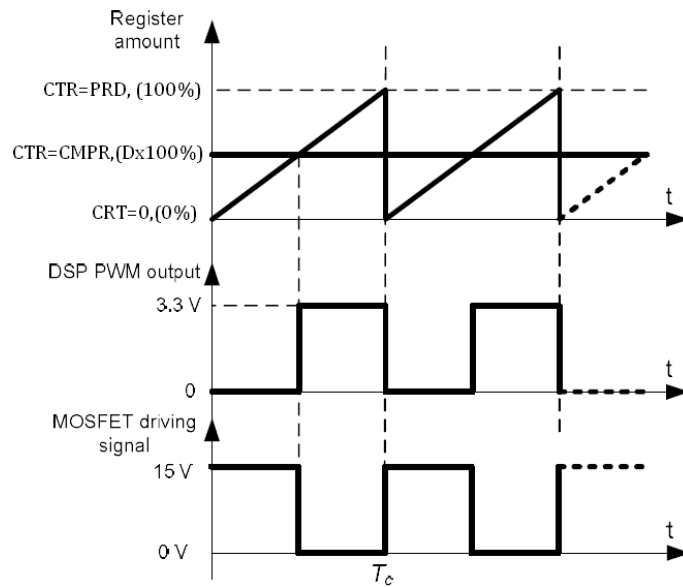 Register
amount
CTR=PRD, (100%)
CTR=CMPR,(Dx100%)
t
CRT=0,(0%)
DSP PWM output
3.3 V
0
t
MOSFET driving
signal
15 V
t
0 V
Tc